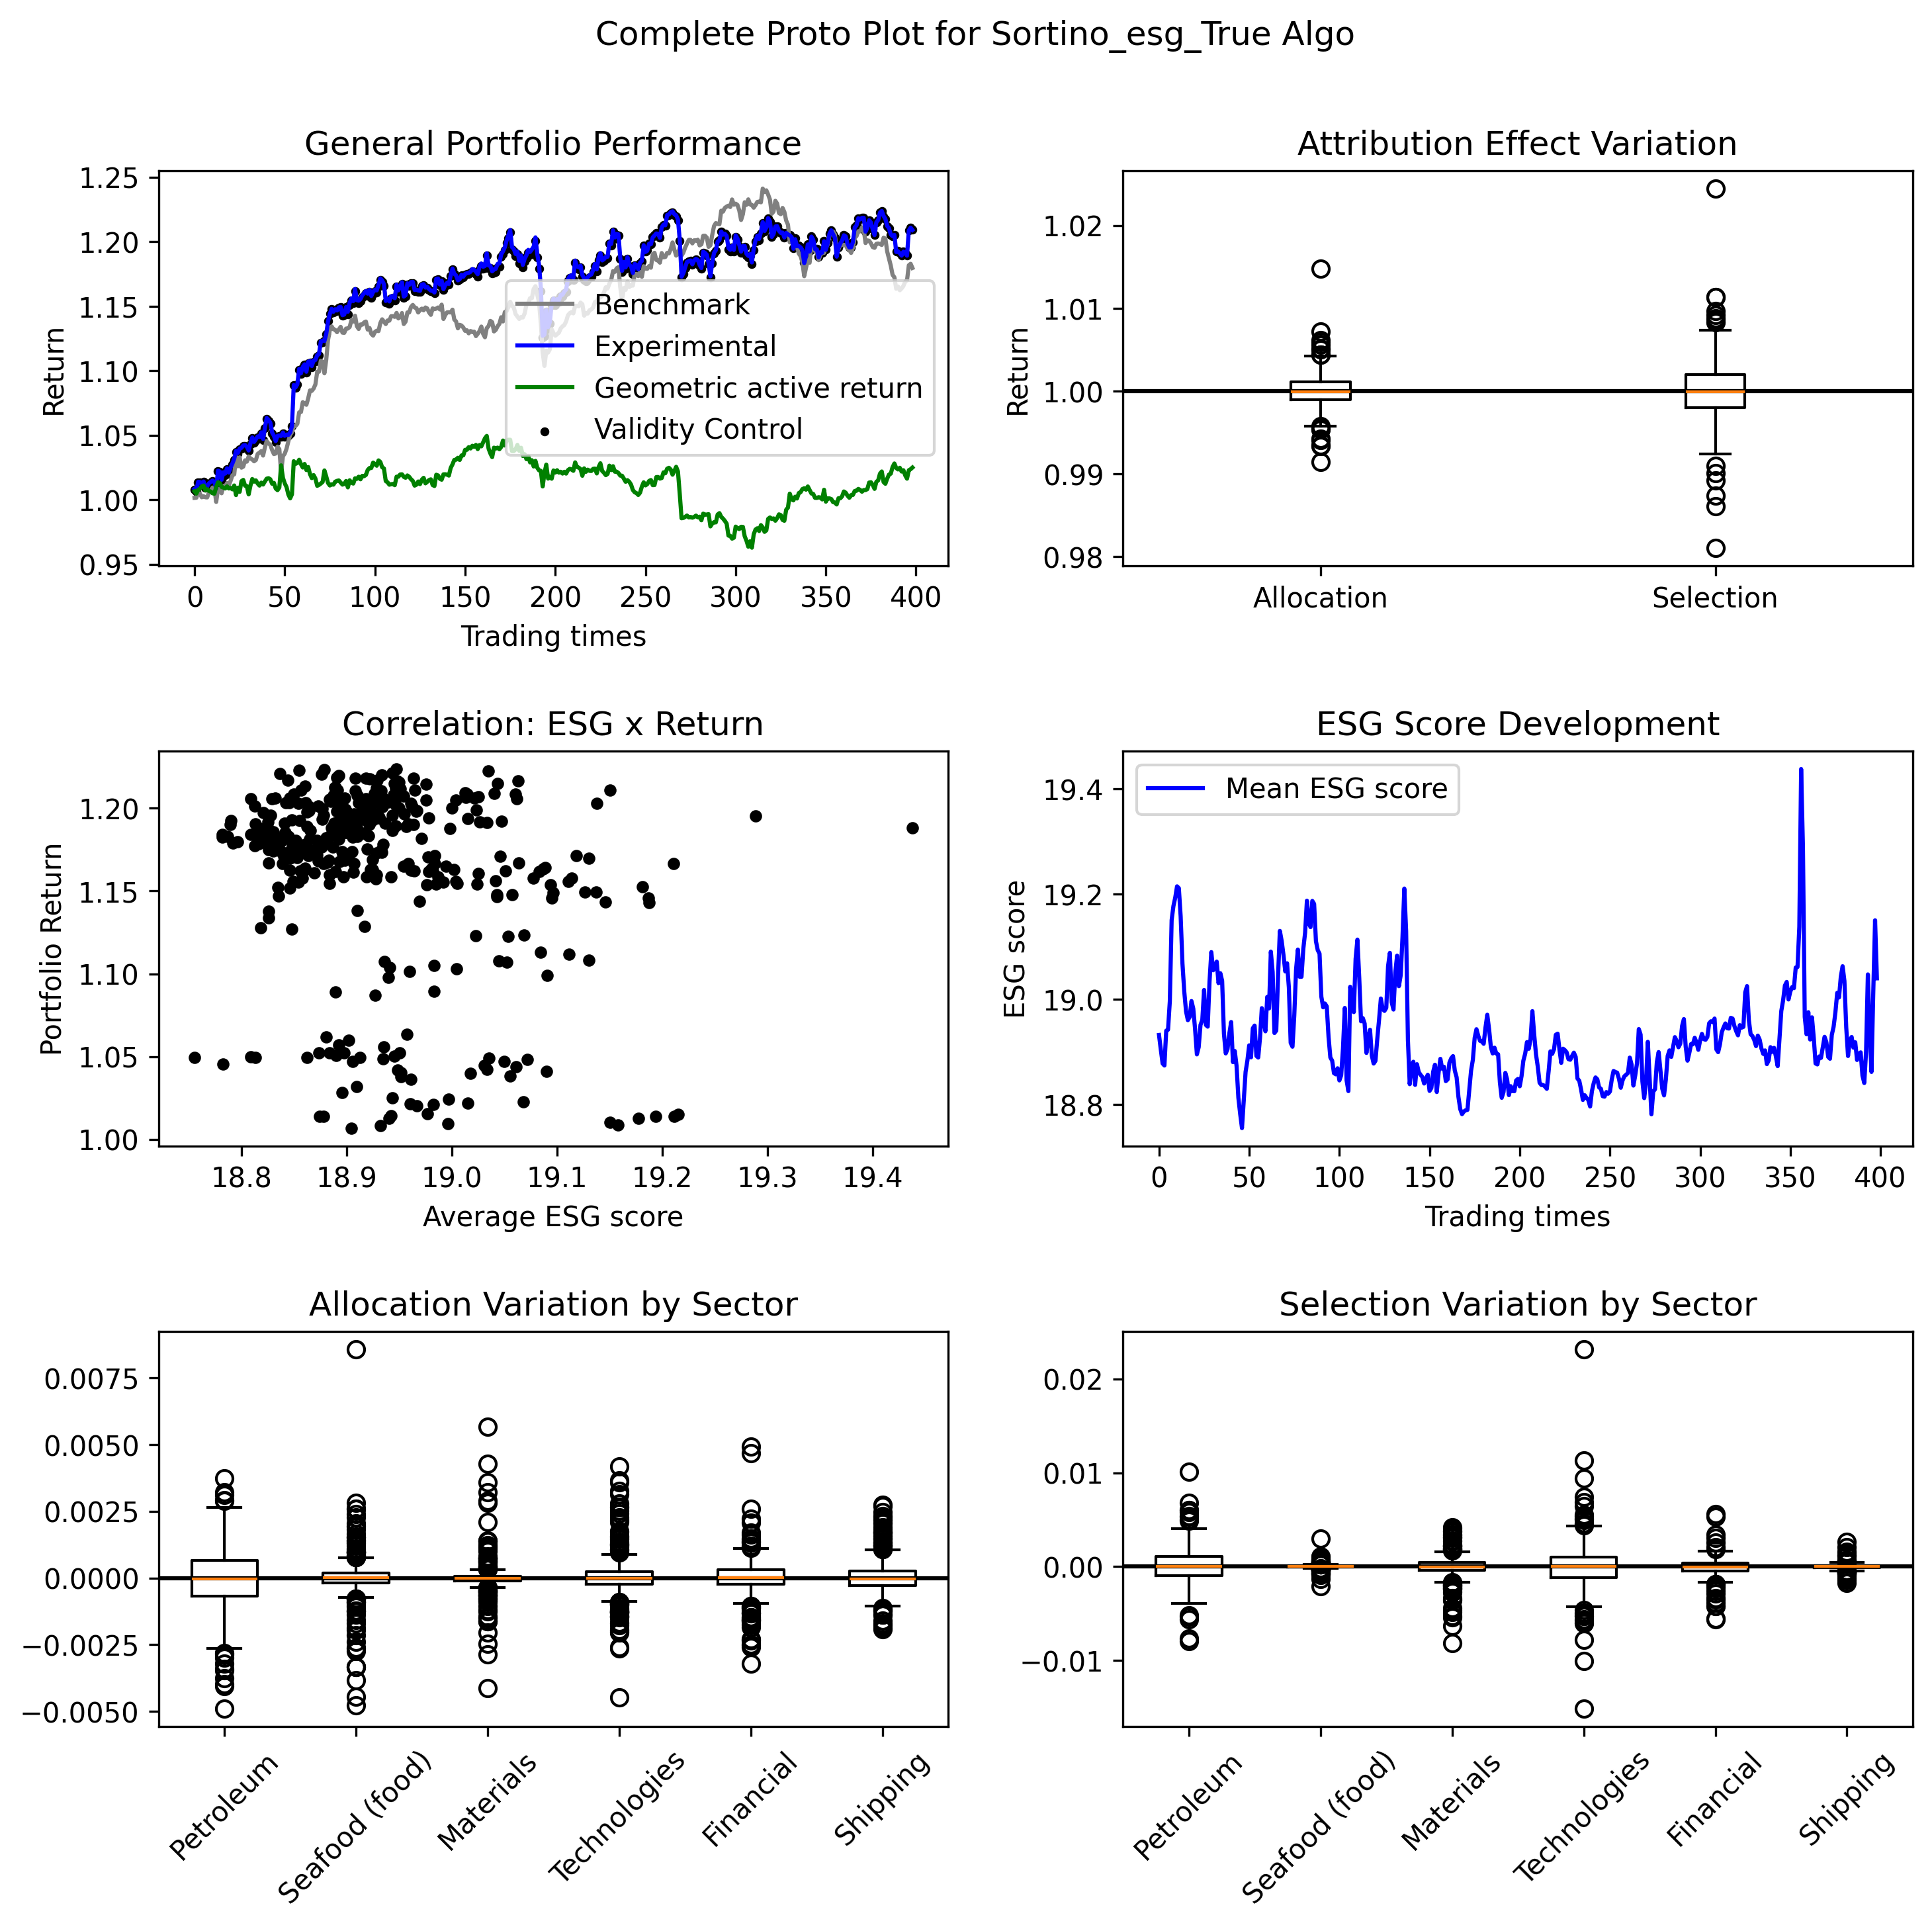 Complete Proto Plot for Sortino_esg_True Algo
General Portfolio Performance
1.25
1.20
1.15
1.10
1.05
1.00
0.95
Return
Benchmark
Experimental
Geometric active return
Validity Control
0 50 100 150 200 250 300 350 400
Trading times
Attribution Effect Variation
1.02
1.01
1.00
0.99
0.98
Return
Allocation Selection
Correlation: ESG x Return
1.20
1.15
1.10
1.05
1.00
Portfolio Return
18.8 18.9 19.0 19.1 19.2 19.3 19.4
Average ESG score
ESG Score Development
Mean ESG score
19.4
19.2
19.0
18.8
ESG score
0 50 100 150 200 250 300 350 400
Trading times
Allocation Variation by Sector
0.0075
0.0050
0.0025
0.0000
−0.0025
−0.0050
Petroleum
Seafood (food)
Materials
Technologies
Financial
Shipping
Selection Variation by Sector
0.02
0.01
0.00
−0.01
Petroleum
Seafood (food)
Materials
Technologies
Financial
Shipping